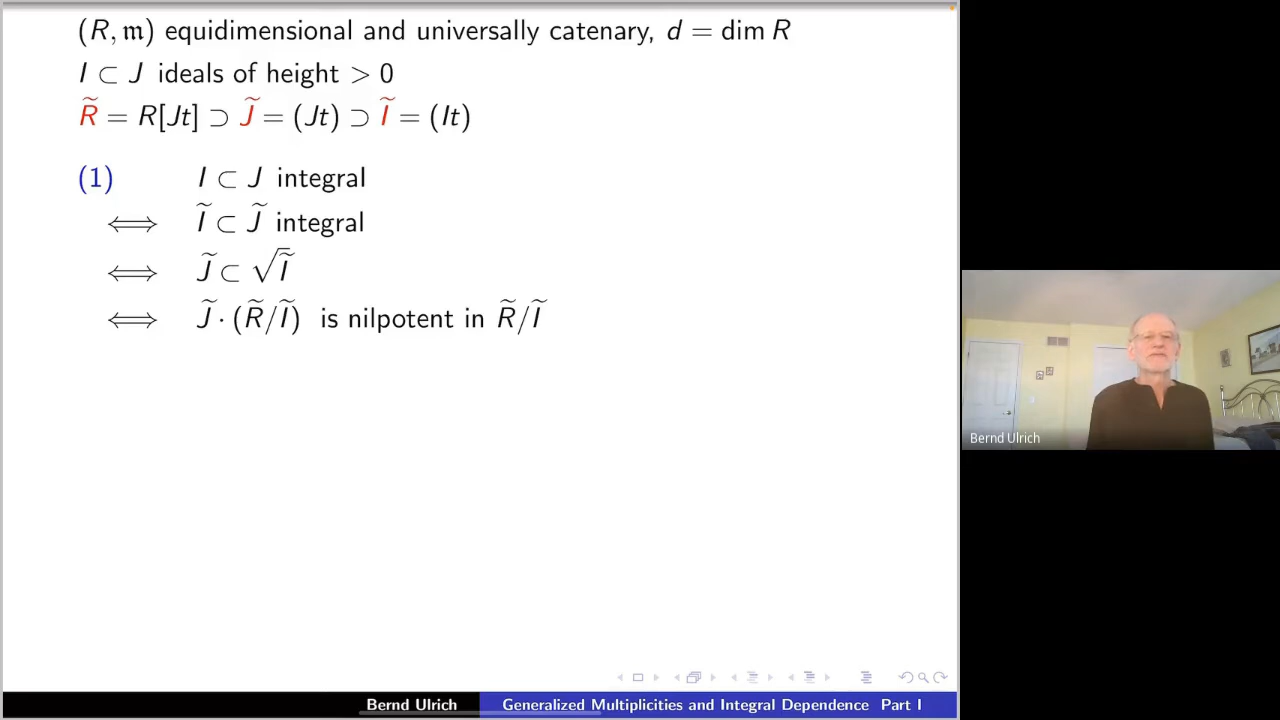 (R, 𝔪) equidimensional and universally catenary, d = dim R
I ⊂ J ideals of height > 0
R̃ = R[Jt] ⊃ J̃ = (Jt) ⊃ Ĩ = (It)
(1) I ⊂ J integral
⟺ Ĩ ⊂ J̃ integral
⟺ J̃ ⊂ √Ĩ
⟺ J̃ · (R̃/Ĩ) is nilpotent in R̃/Ĩ
Bernd Ulrich
Bernd Ulrich Generalized Multiplicities and Integral Dependence Part I